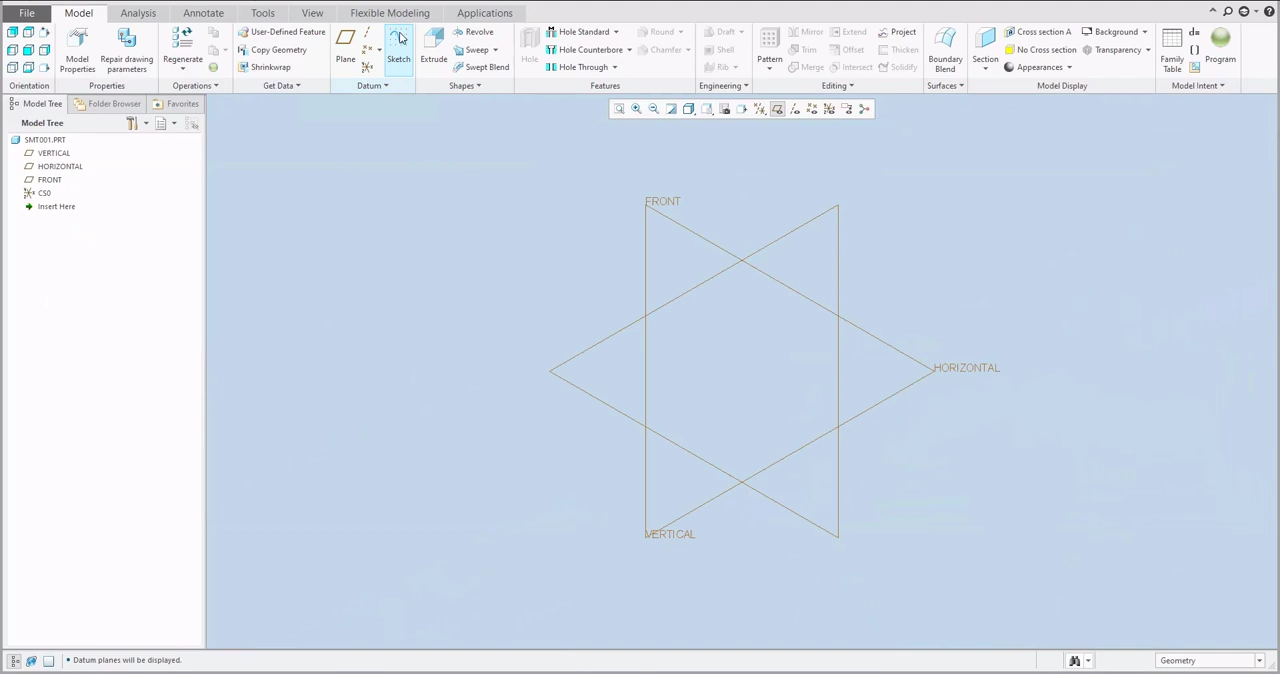 File Model Analysis Annotate Tools View Flexible Modeling Applications
Model Properties
Repair drawing parameters
Regenerate
User-Defined Feature
Copy Geometry
Shrinkwrap
Plane
Sketch
Extrude
Revolve
Sweep
Swept Blend
Hole
Hole Standard
Hole Counterbore
Hole Through
Round
Chamfer
Draft
Shell
Rib
Pattern
Mirror
Extend
Project
Trim
Offset
Thicken
Merge
Intersect
Solidify
Boundary Blend
Section
Cross section A
No Cross section
Appearances
Background
Transparency
Family Table
d=
[]
Program
Orientation Properties Operations Get Data Datum Shapes Features Engineering Editing Surfaces Model Display Model Intent
Model Tree Folder Browser Favorites
Model Tree
SMT001.PRT
VERTICAL
HORIZONTAL
FRONT
CS0
Insert Here
FRONT
HORIZONTAL
VERTICAL
• Datum planes will be displayed.
Geometry